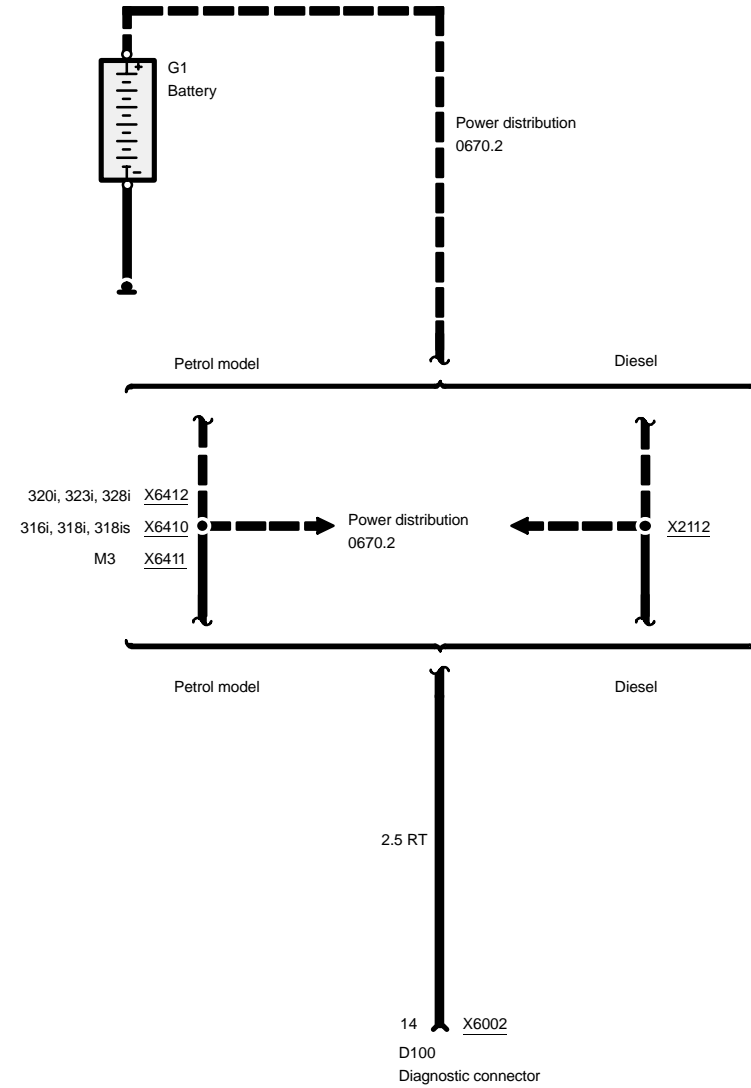 G1
Battery
Power distribution
0670.2
Petrol model
Diesel
320i, 323i, 328i X6412
316i, 318i, 318is X6410
M3 X6411
Power distribution
0670.2
X2112
Petrol model
Diesel
2.5 RT
14 X6002
D100
Diagnostic connector